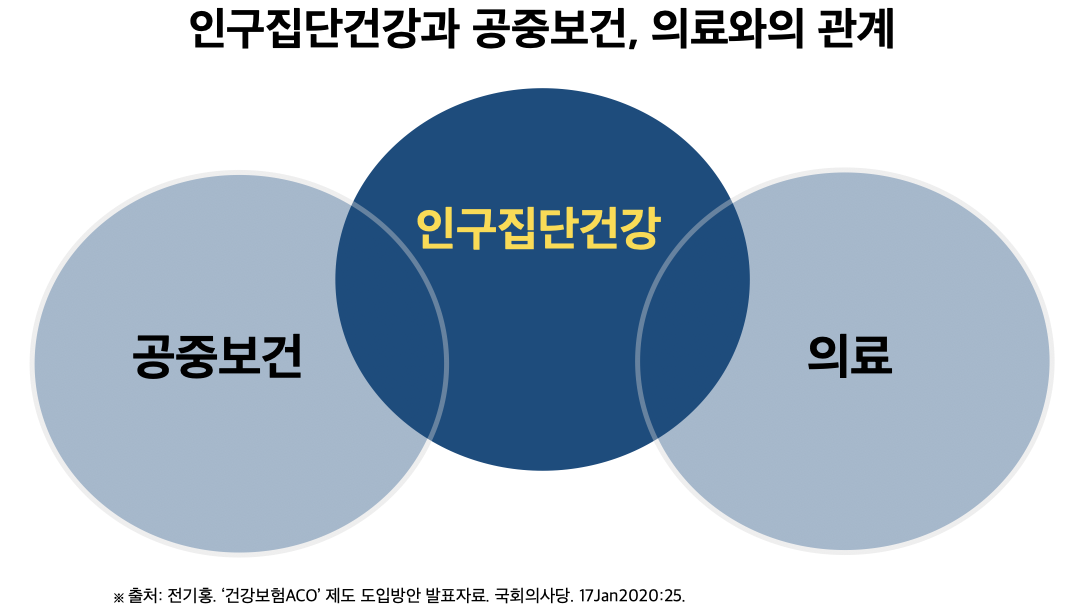 인구집단건강과 공중보건, 의료와의 관계
인구집단건강
공중보건
의료
※ 출처: 전기홍. ‘건강보험ACO’ 제도 도입방안 발표자료. 국회의사당. 17Jan2020:25.